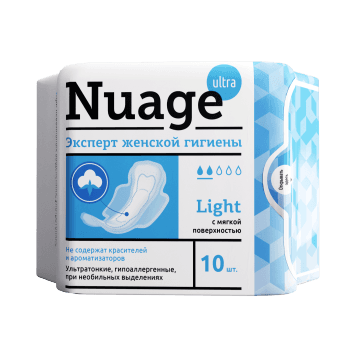 ultra
Nuage
Эксперт женской гигиены
Light
с мягкой
поверхностью
Не содержат красителей
и ароматизаторов
Ультратонкие, гипоаллергенные,
при необильных выделениях
10 шт.